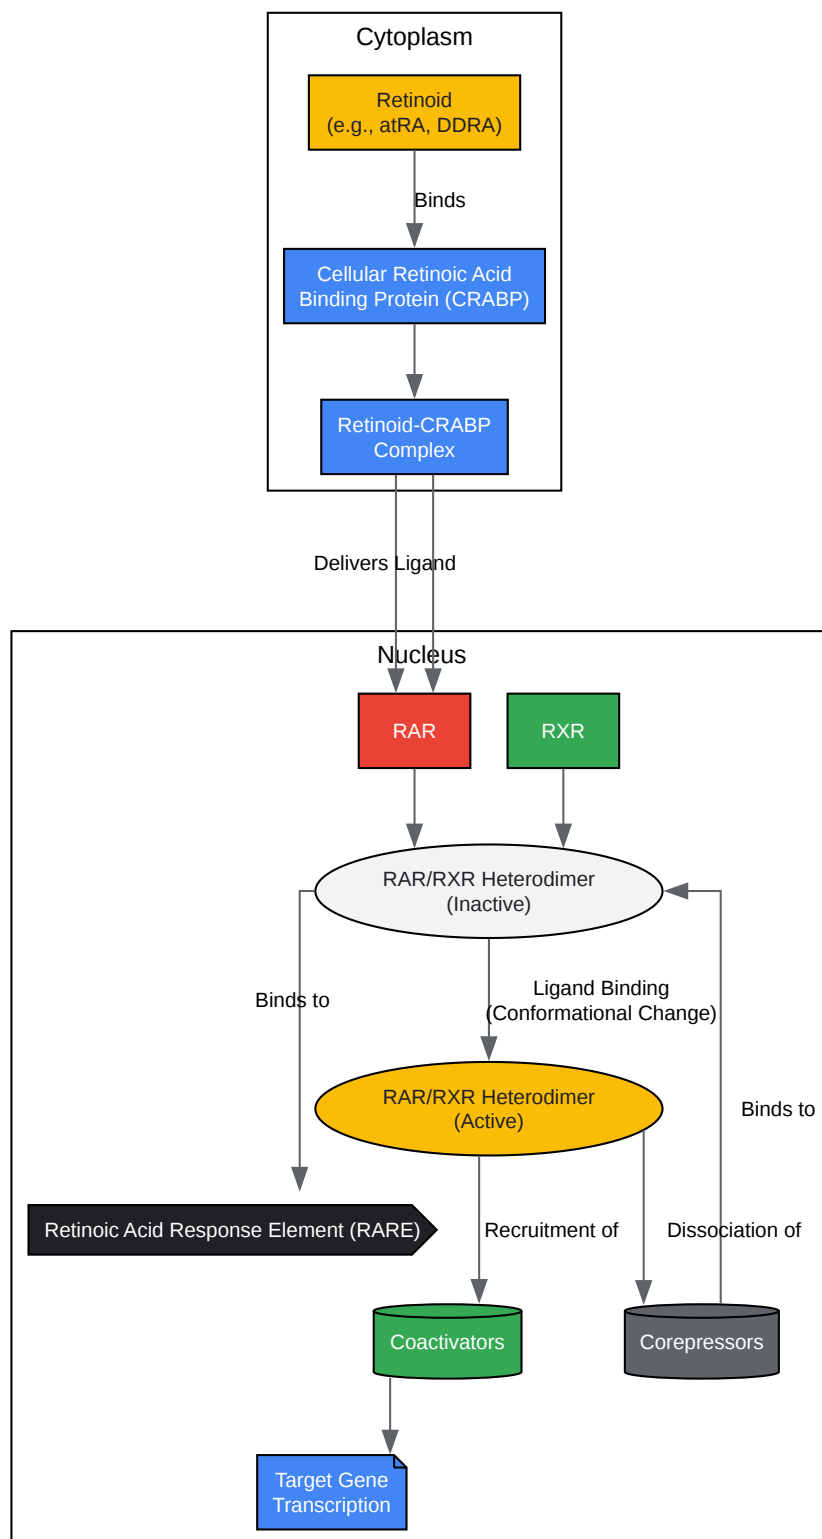 Cytoplasm
Retinoid
(e.g., atRA, DDRA)
Binds
Cellular Retinoic Acid
Binding Protein (CRABP)
Retinoid-CRABP
Complex
Delivers Ligand
Nucleus
RAR
RXR
RAR/RXR Heterodimer
(Inactive)
Binds to
Ligand Binding
(Conformational Change)
RAR/RXR Heterodimer
(Active)
Binds to
Retinoic Acid Response Element (RARE)
Recruitment of
Dissociation of
Coactivators
Corepressors
Target Gene
Transcription